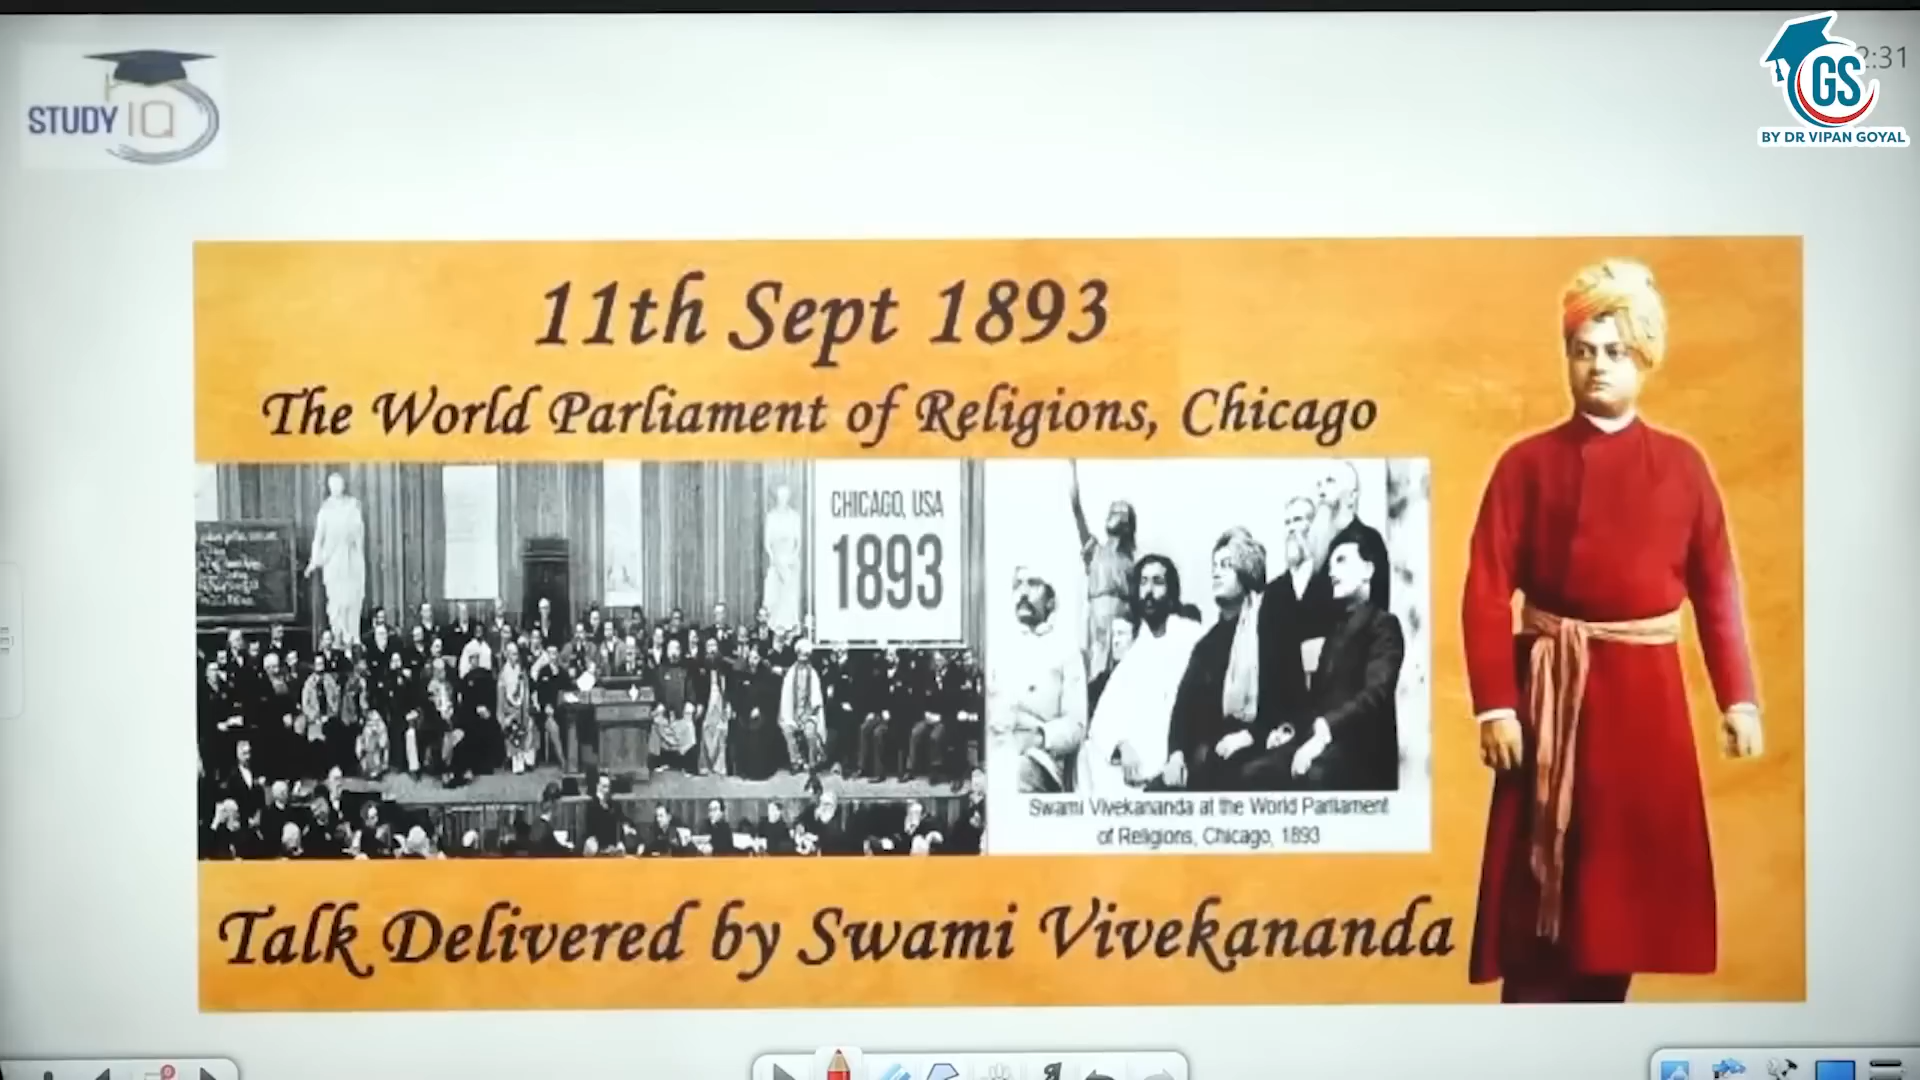 STUDY IQ
:31
GS
BY DR VIPAN GOYAL
11th Sept 1893
The World Parliament of Religions, Chicago
CHICAGO, USA
1893
Swami Vivekananda at the World Parliament
of Religions, Chicago, 1893
Talk Delivered by Swami Vivekananda